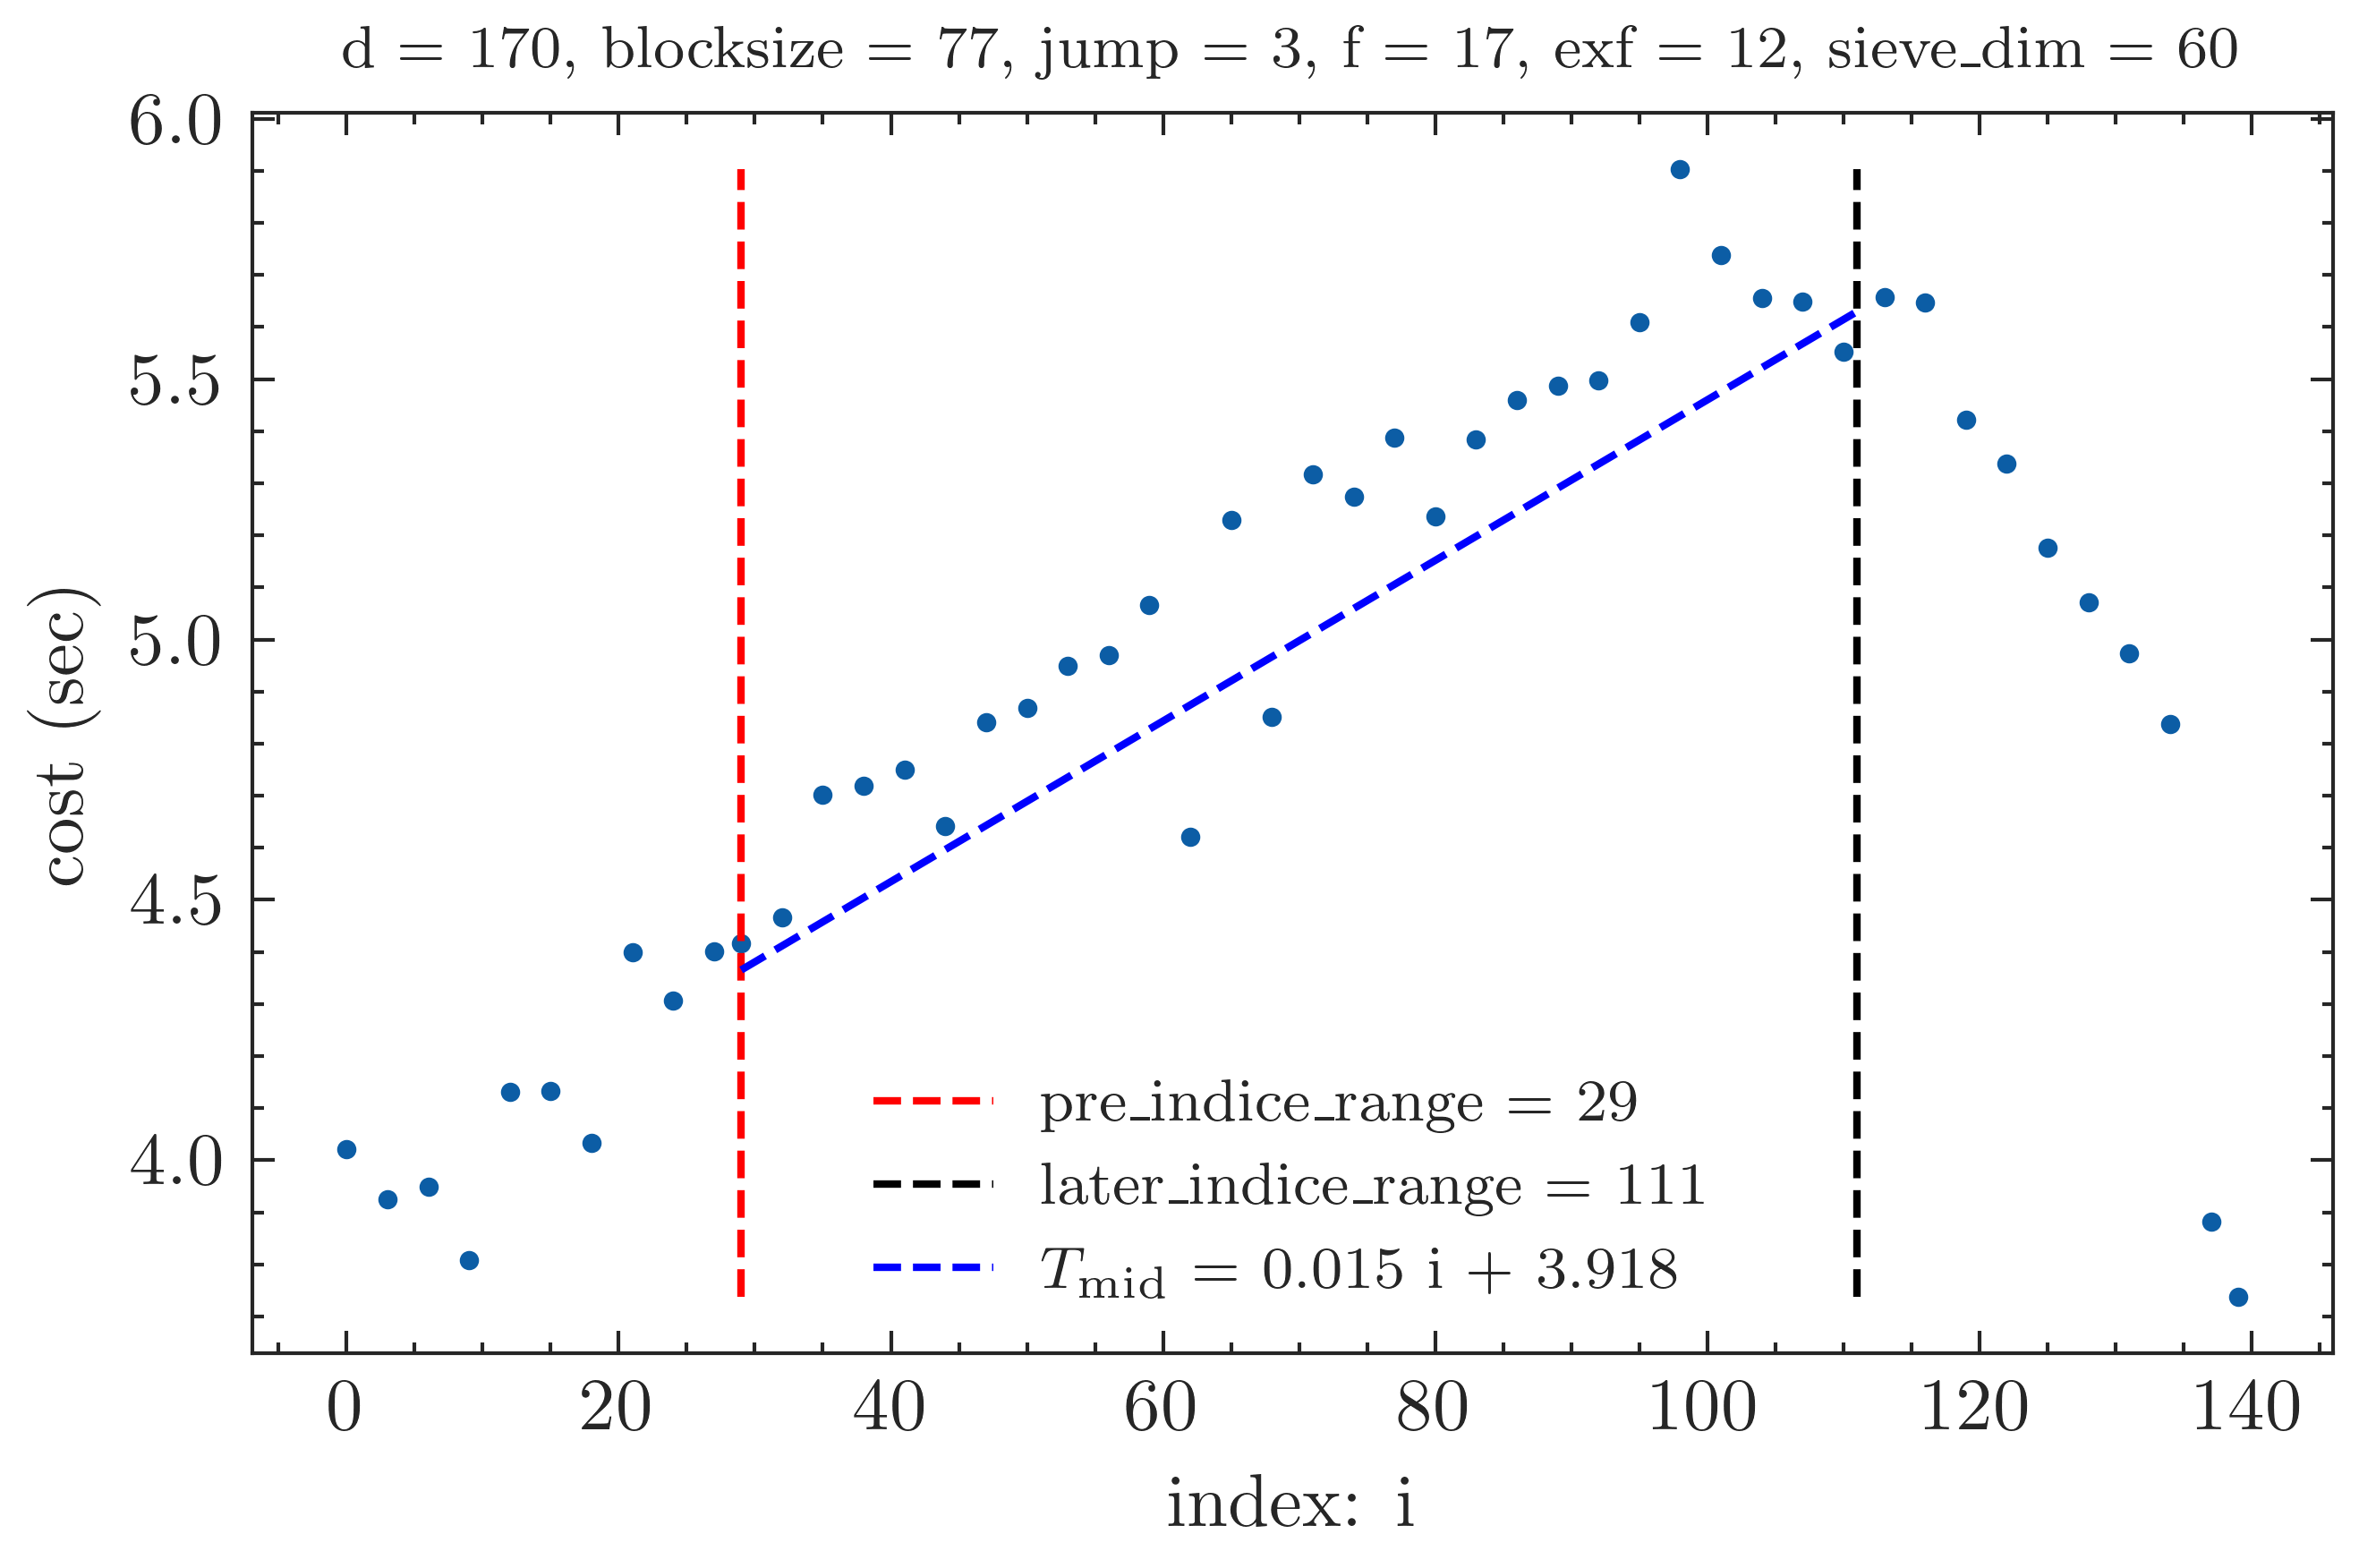 d = 170, blocksize = 77, jump = 3, f = 17, exf = 12, sieve_dim = 60
6.0
5.5
5.0
4.5
4.0
cost (sec)
pre_indice_range = 29
later_indice_range = 111
T_mid = 0.015 i + 3.918
0 20 40 60 80 100 120 140
index: i